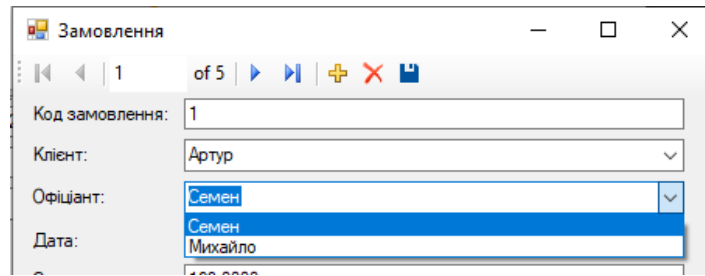 Замовлення
1 of 5
Код замовлення: 1
Клієнт: Артур
Офіціант: Семен
Семен
Михайло
Дата: